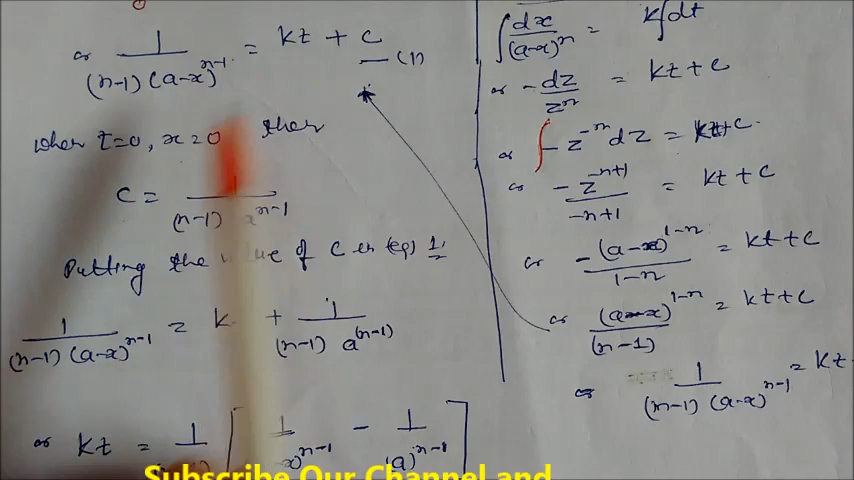 or 1/((n-1)(a-x)^(n-1)) = kt + c —(1)
when t=0, x=0 then
c = 1/((n-1) a^(n-1))
Putting the value of c in eq) 1.
1/((n-1)(a-x)^(n-1)) = k + 1/((n-1) a^(n-1))
or kt = 1/ [ 1/ x)^(n-1) - 1/(a)^(n-1) ]
∫ dx/(a-x)^n = k∫dt
or - dz/z^n = kt + c
or ∫ - z^(-n) dz = kt + c.
or - z^(-n+1)/(-n+1) = kt + c
or - (a-x)^(1-n)/(1-n) = kt + c
or (a-x)^(1-n)/(n-1) = kt + c
or 1/((n-1)(a-x)^(n-1)) = kt
Subscribe Our Channel and